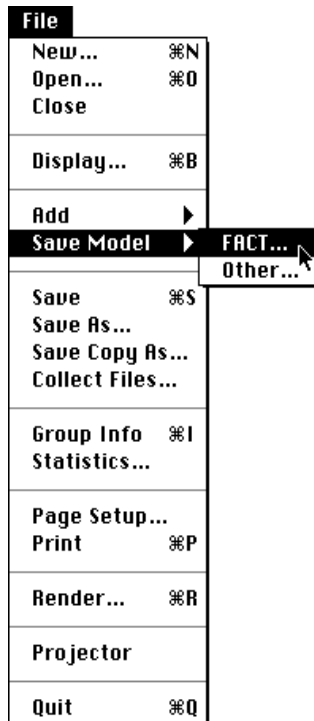 File
New... ⌘N
Open... ⌘O
Close
Display... ⌘B
Add
Save Model FACT...
Other...
Save ⌘S
Save As...
Save Copy As...
Collect Files...
Group Info ⌘I
Statistics...
Page Setup...
Print ⌘P
Render... ⌘R
Projector
Quit ⌘Q